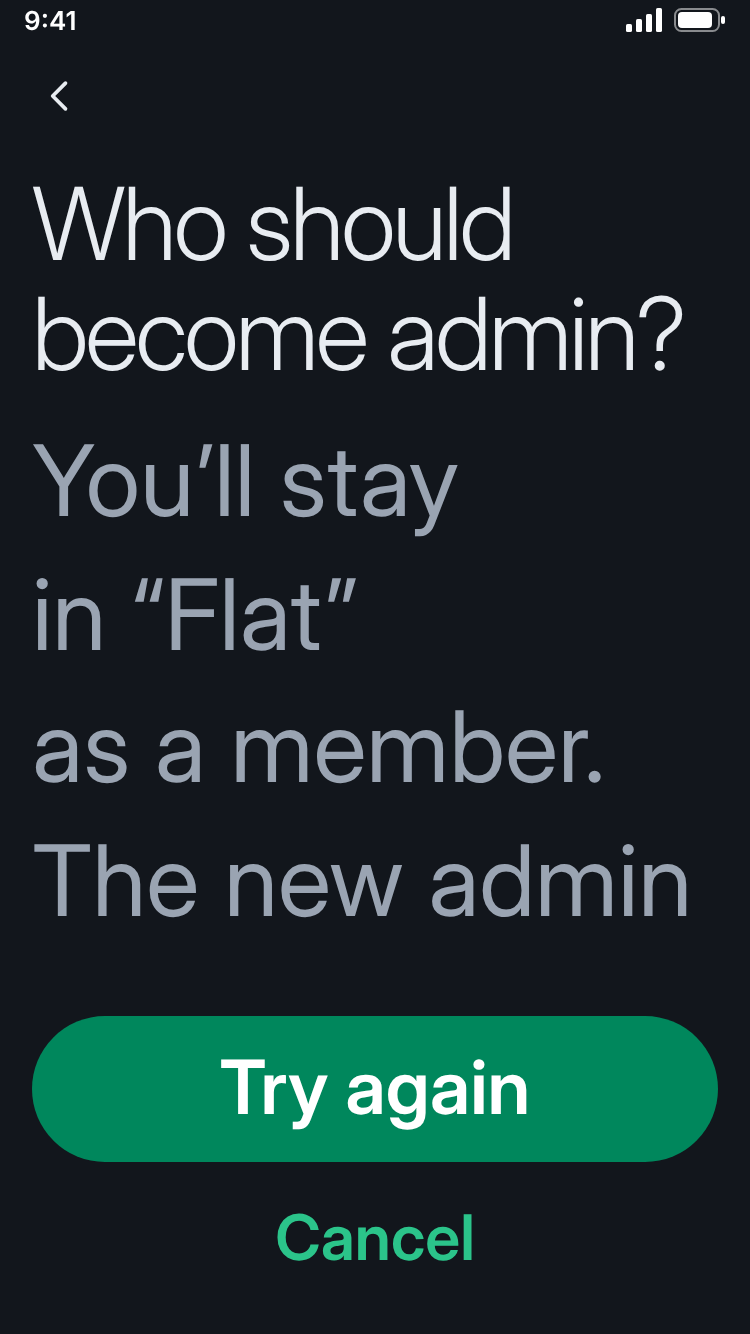 9:41
Who should
become admin?
You’ll stay
in “Flat”
as a member.
The new admin
Try again
Cancel